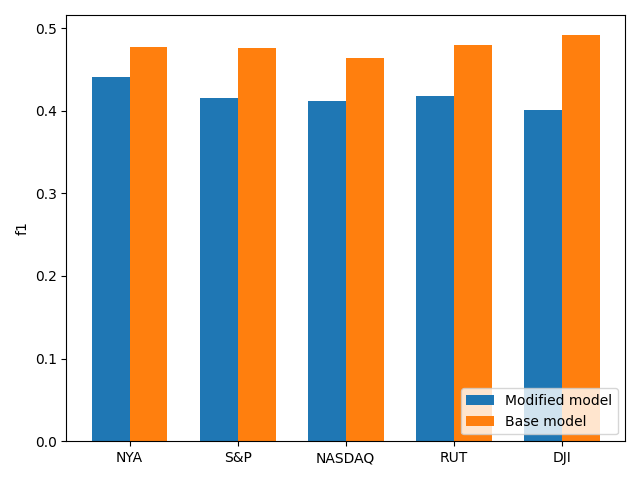 0.5
0.4
0.3
0.2
0.1
0.0
f1
NYA
S&P
NASDAQ
RUT
DJI
Modified model
Base model